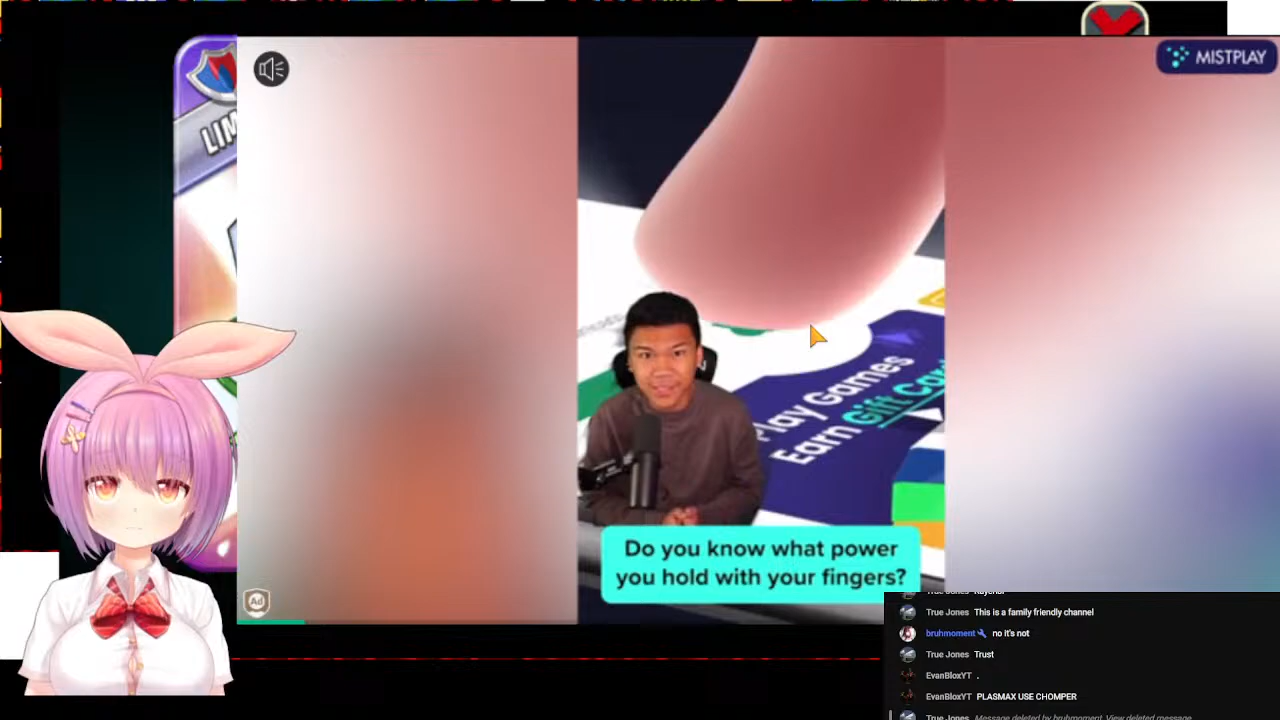 MISTPLAY
LIM
Play Games
Earn Gift Car
Do you know what power
you hold with your fingers?
Ad
True Jones This is a family friendly channel
bruhmoment no it's not
True Jones Trust
EvanBloxYT .
EvanBloxYT PLASMAX USE CHOMPER
True Jones Message deleted by bruhmoment. View deleted message